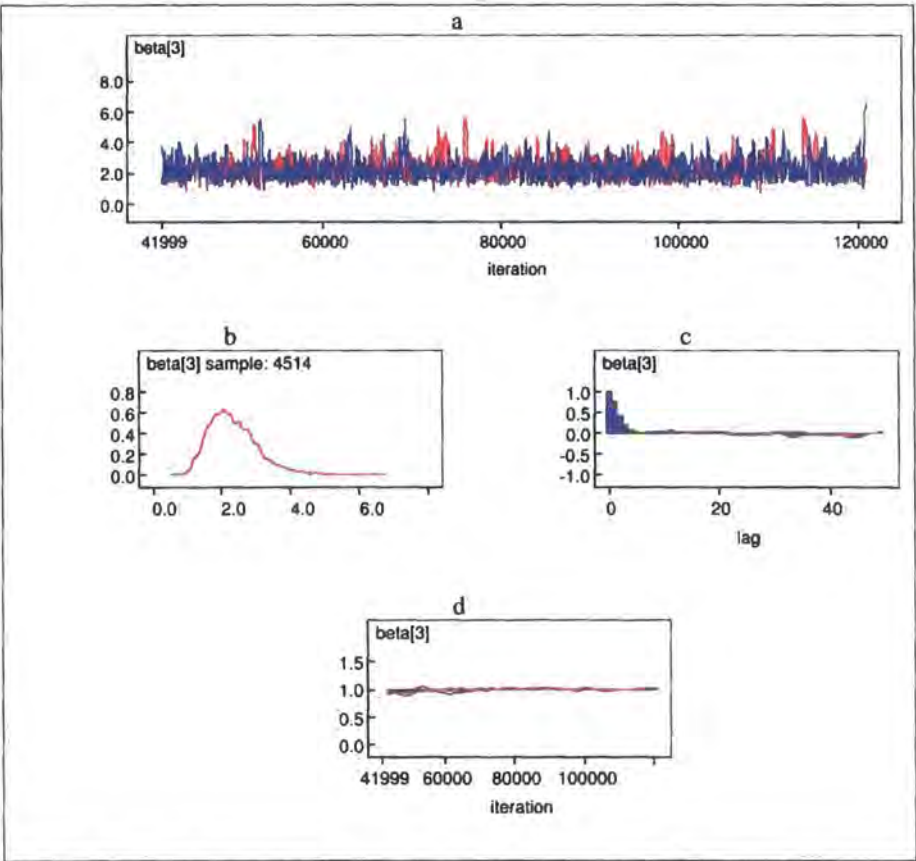 a
beta[3]
8.0
6.0
4.0
2.0
0.0
41999 60000 80000 100000 120000
iteration
b
beta[3] sample: 4514
0.8
0.6
0.4
0.2
0.0
0.0 2.0 4.0 6.0
c
beta[3]
1.0
0.5
0.0
-0.5
-1.0
0 20 40
lag
d
beta[3]
1.5
1.0
0.5
0.0
41999 60000 80000 100000
iteration